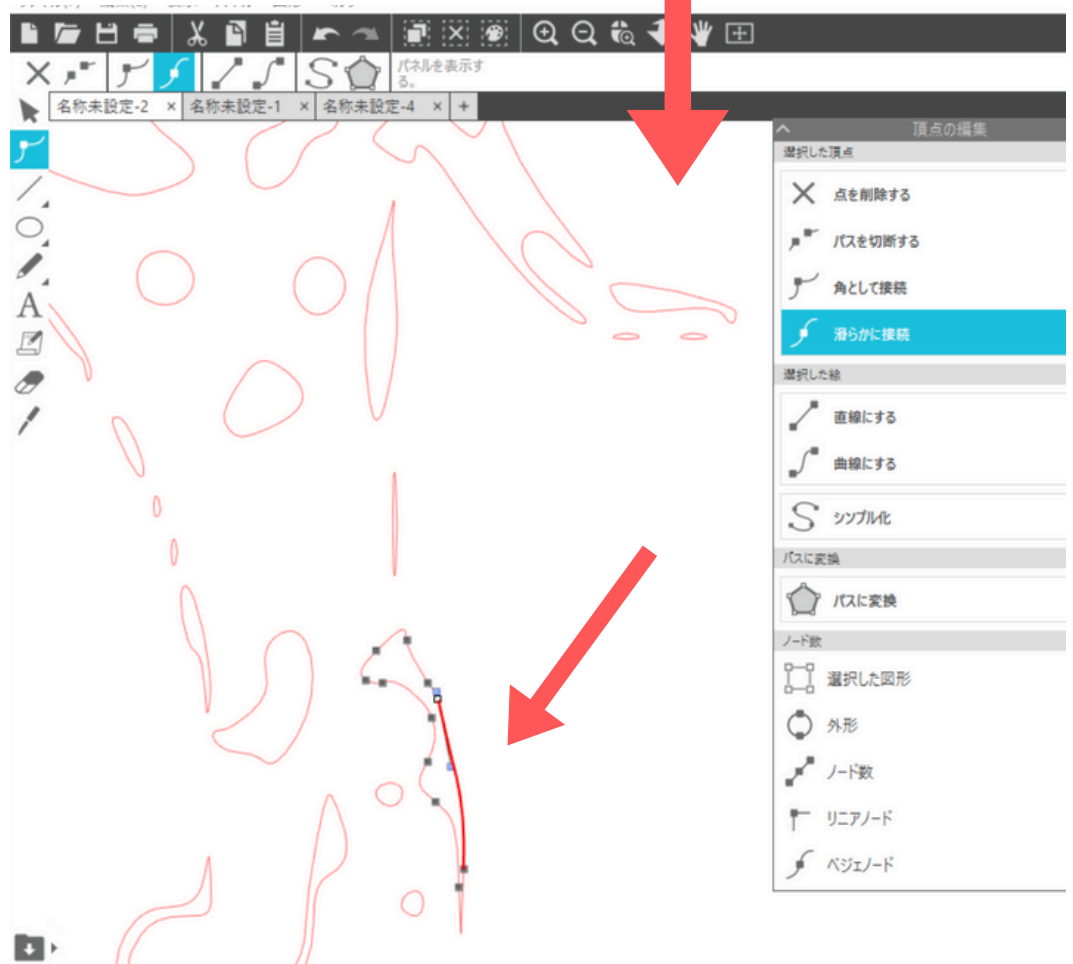 パネルを表示す
る。
名称未設定-2 × 名称未設定-1 × 名称未設定-4 × +
頂点の編集
選択した頂点
点を削除する
パスを切断する
角として接続
滑らかに接続
選択した線
直線にする
曲線にする
シンプル化
パスに変換
パスに変換
ノード数
選択した図形
外形
ノード数
リニアノード
ベジェノード
A